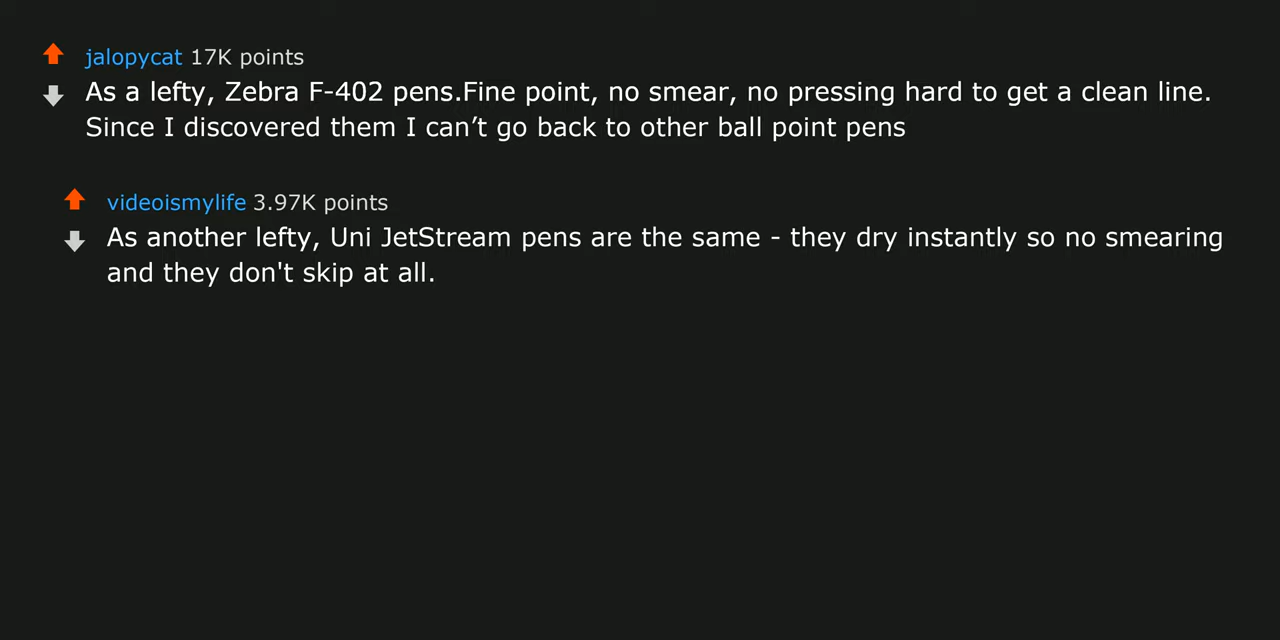 jalopycat 17K points
As a lefty, Zebra F-402 pens.Fine point, no smear, no pressing hard to get a clean line.
Since I discovered them I can’t go back to other ball point pens
videoismylife 3.97K points
As another lefty, Uni JetStream pens are the same - they dry instantly so no smearing
and they don't skip at all.